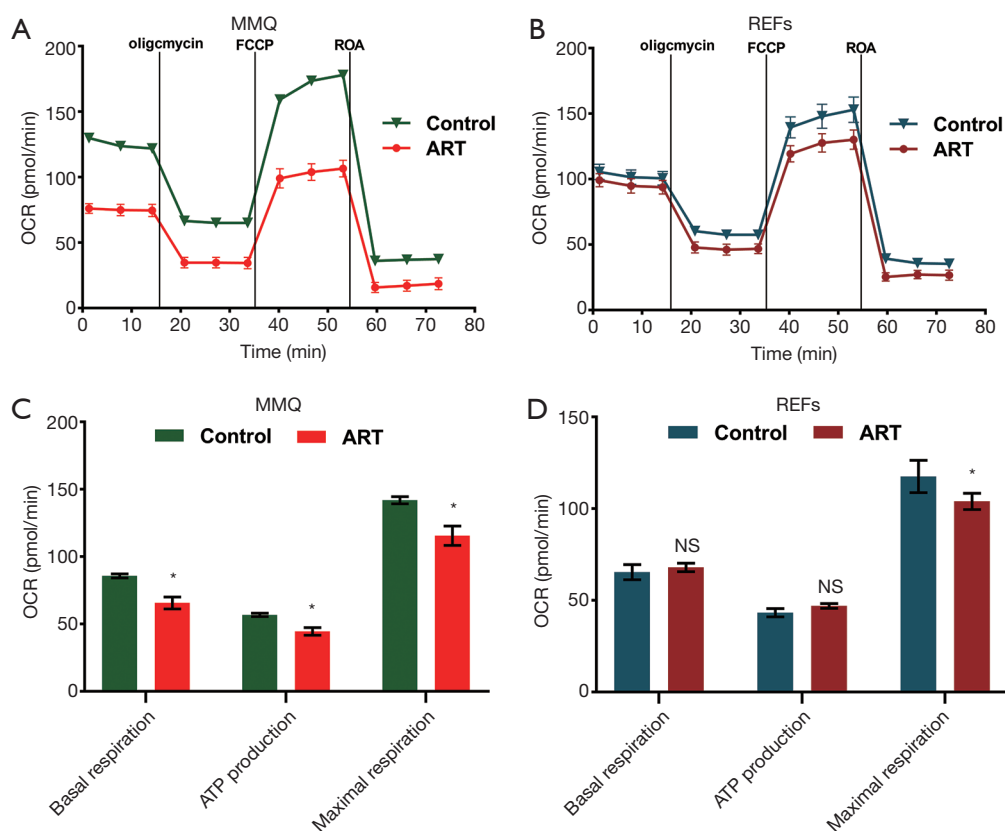 A
MMQ
oligcmycin
FCCP
ROA
200
150
100
50
0
OCR (pmol/min)
Control
ART
0 10 20 30 40 50 60 70 80
Time (min)
B
REFs
oligcmycin
FCCP
ROA
200
150
100
50
0
OCR (pmol/min)
Control
ART
0 10 20 30 40 50 60 70 80
Time (min)
C
MMQ
Control ART
200
150
100
50
0
OCR (pmol/min)
* * *
Basal respiration
ATP production
Maximal respiration
D
REFs
Control ART
150
100
50
0
OCR (pmol/min)
NS NS *
Basal respiration
ATP production
Maximal respiration